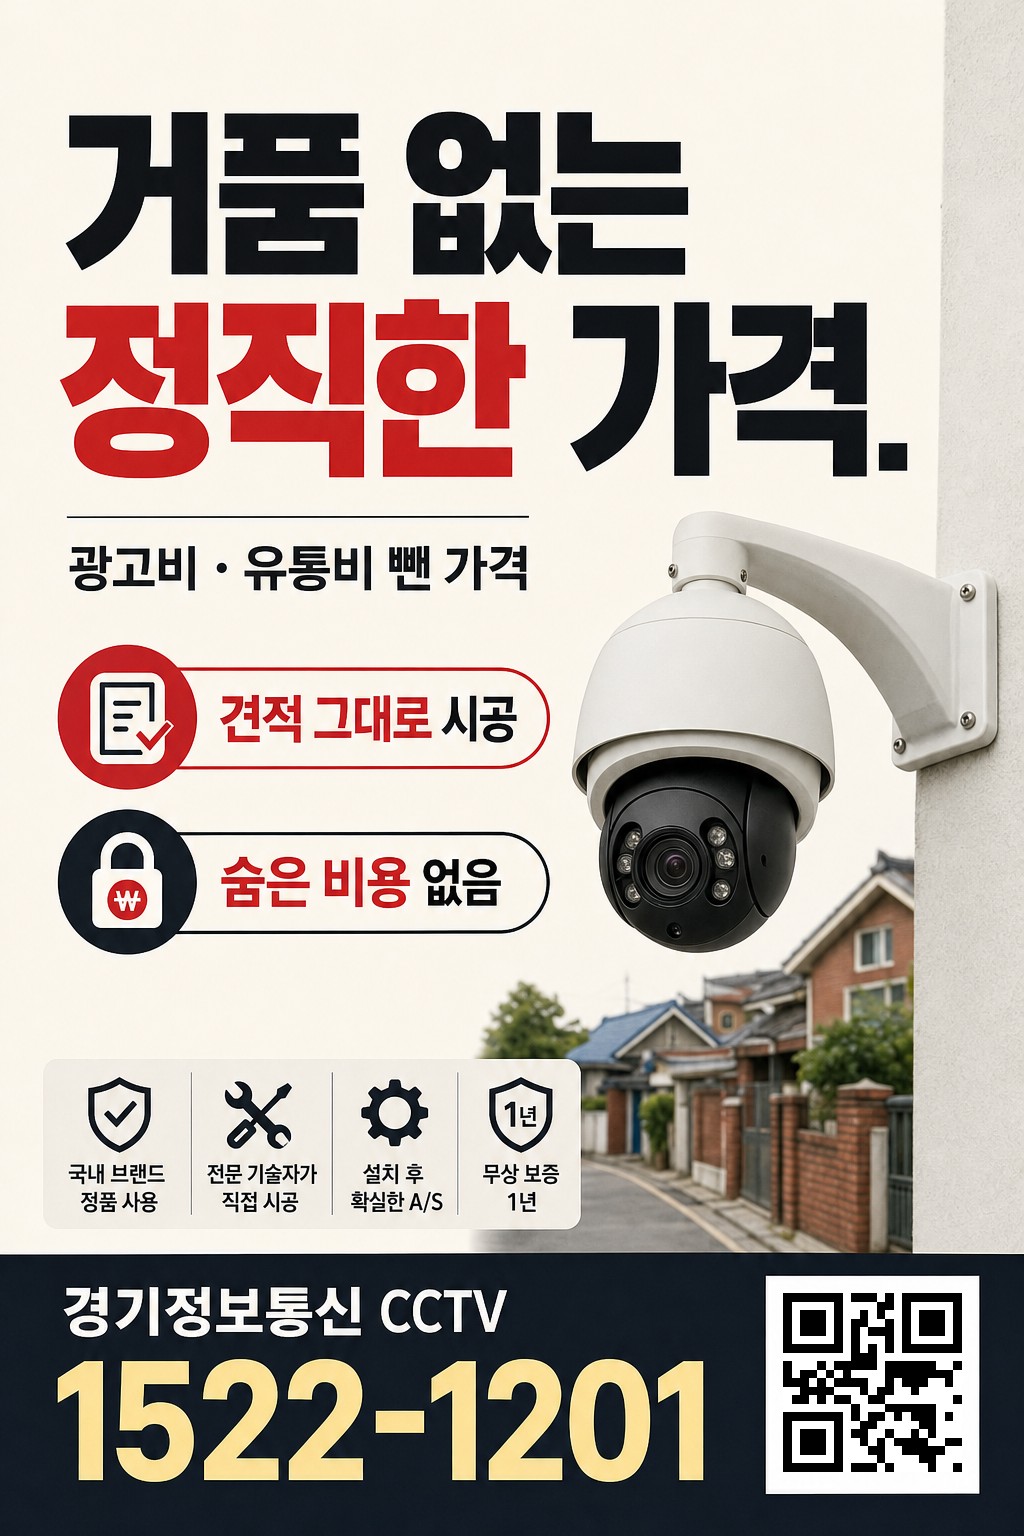 거품 없는
정직한 가격.
광고비 · 유통비 뺀 가격
견적 그대로 시공
₩
숨은 비용 없음
국내 브랜드
정품 사용
전문 기술자가
직접 시공
설치 후
확실한 A/S
1년
무상 보증
1년
경기정보통신 CCTV
1522-1201